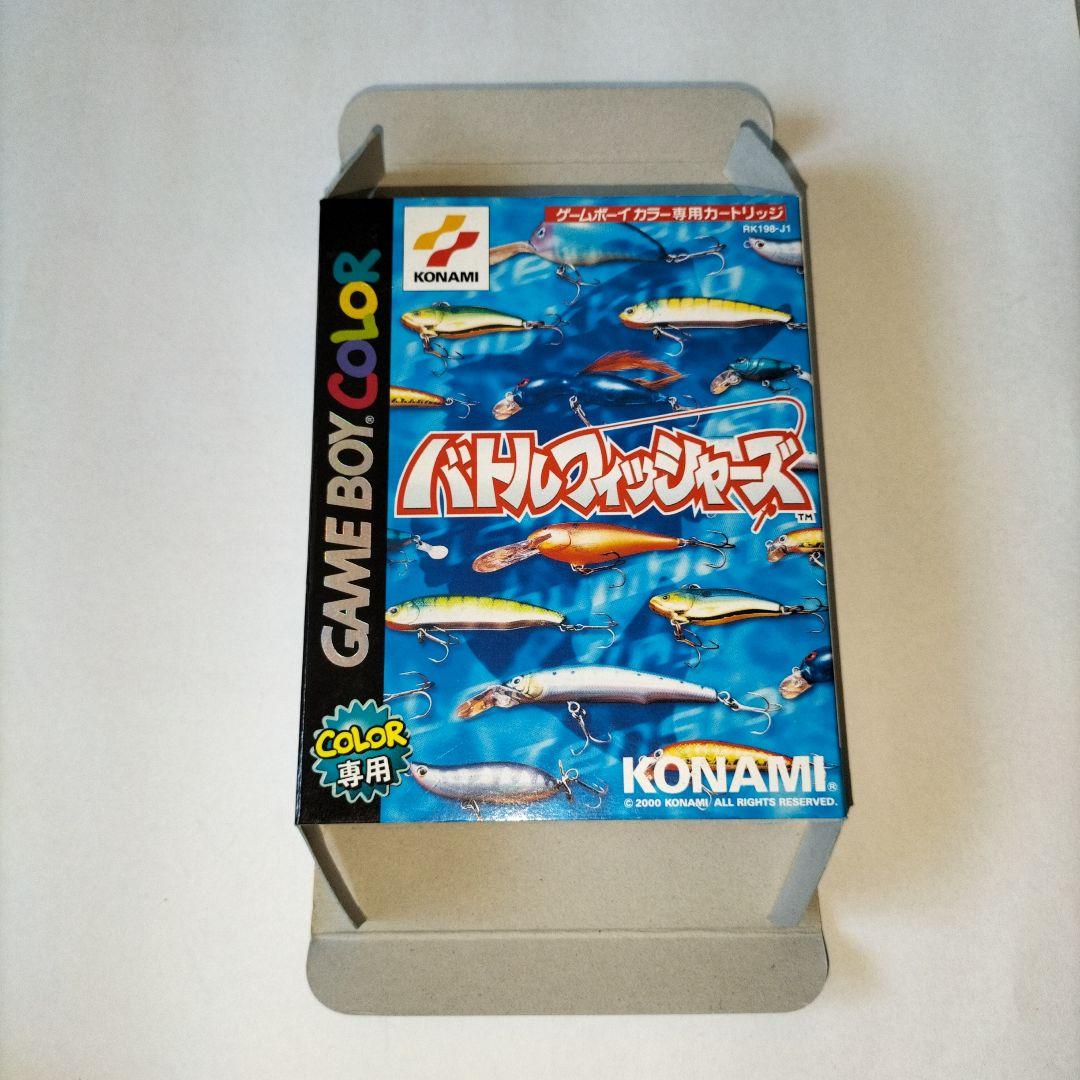 KONAMI
ゲームボーイ カラー専用カートリッジ
RK198-J1
GAME BOY® COLOR
バトルフィッシャーズ
TM
COLOR
専用
KONAMI®
© 2000 KONAMI ALL RIGHTS RESERVED.